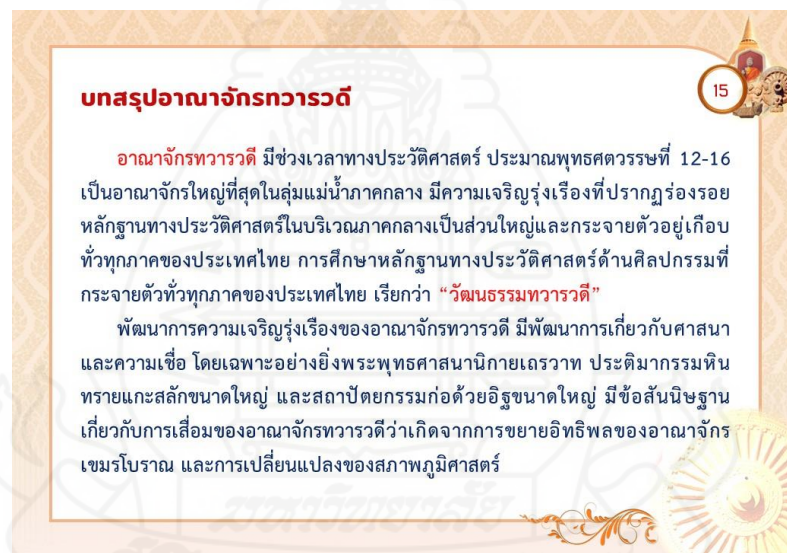 บทสรุปอาณาจักรทวารวดี
15
อาณาจักรทวารวดี มีช่วงเวลาทางประวัติศาสตร์ ประมาณพุทธศตวรรษที่ 12-16
เป็นอาณาจักรใหญ่ที่สุดในลุ่มแม่น้ำภาคกลาง มีความเจริญรุ่งเรืองที่ปรากฏร่องรอย
หลักฐานทางประวัติศาสตร์ในบริเวณภาคกลางเป็นส่วนใหญ่และกระจายตัวอยู่เกือบ
ทั่วทุกภาคของประเทศไทย การศึกษาหลักฐานทางประวัติศาสตร์ด้านศิลปกรรมที่
กระจายตัวทั่วทุกภาคของประเทศไทย เรียกว่า “วัฒนธรรมทวารวดี”
พัฒนาการความเจริญรุ่งเรืองของอาณาจักรทวารวดี มีพัฒนาการเกี่ยวกับศาสนา
และความเชื่อ โดยเฉพาะอย่างยิ่งพระพุทธศาสนานิกายเถรวาท ประติมากรรมหิน
ทรายแกะสลักขนาดใหญ่ และสถาปัตยกรรมก่อด้วยอิฐขนาดใหญ่ มีข้อสันนิษฐาน
เกี่ยวกับการเสื่อมของอาณาจักรทวารวดีว่าเกิดจากการขยายอิทธิพลของอาณาจักร
เขมรโบราณ และการเปลี่ยนแปลงของสภาพภูมิศาสตร์
มหาวิทยาลัย